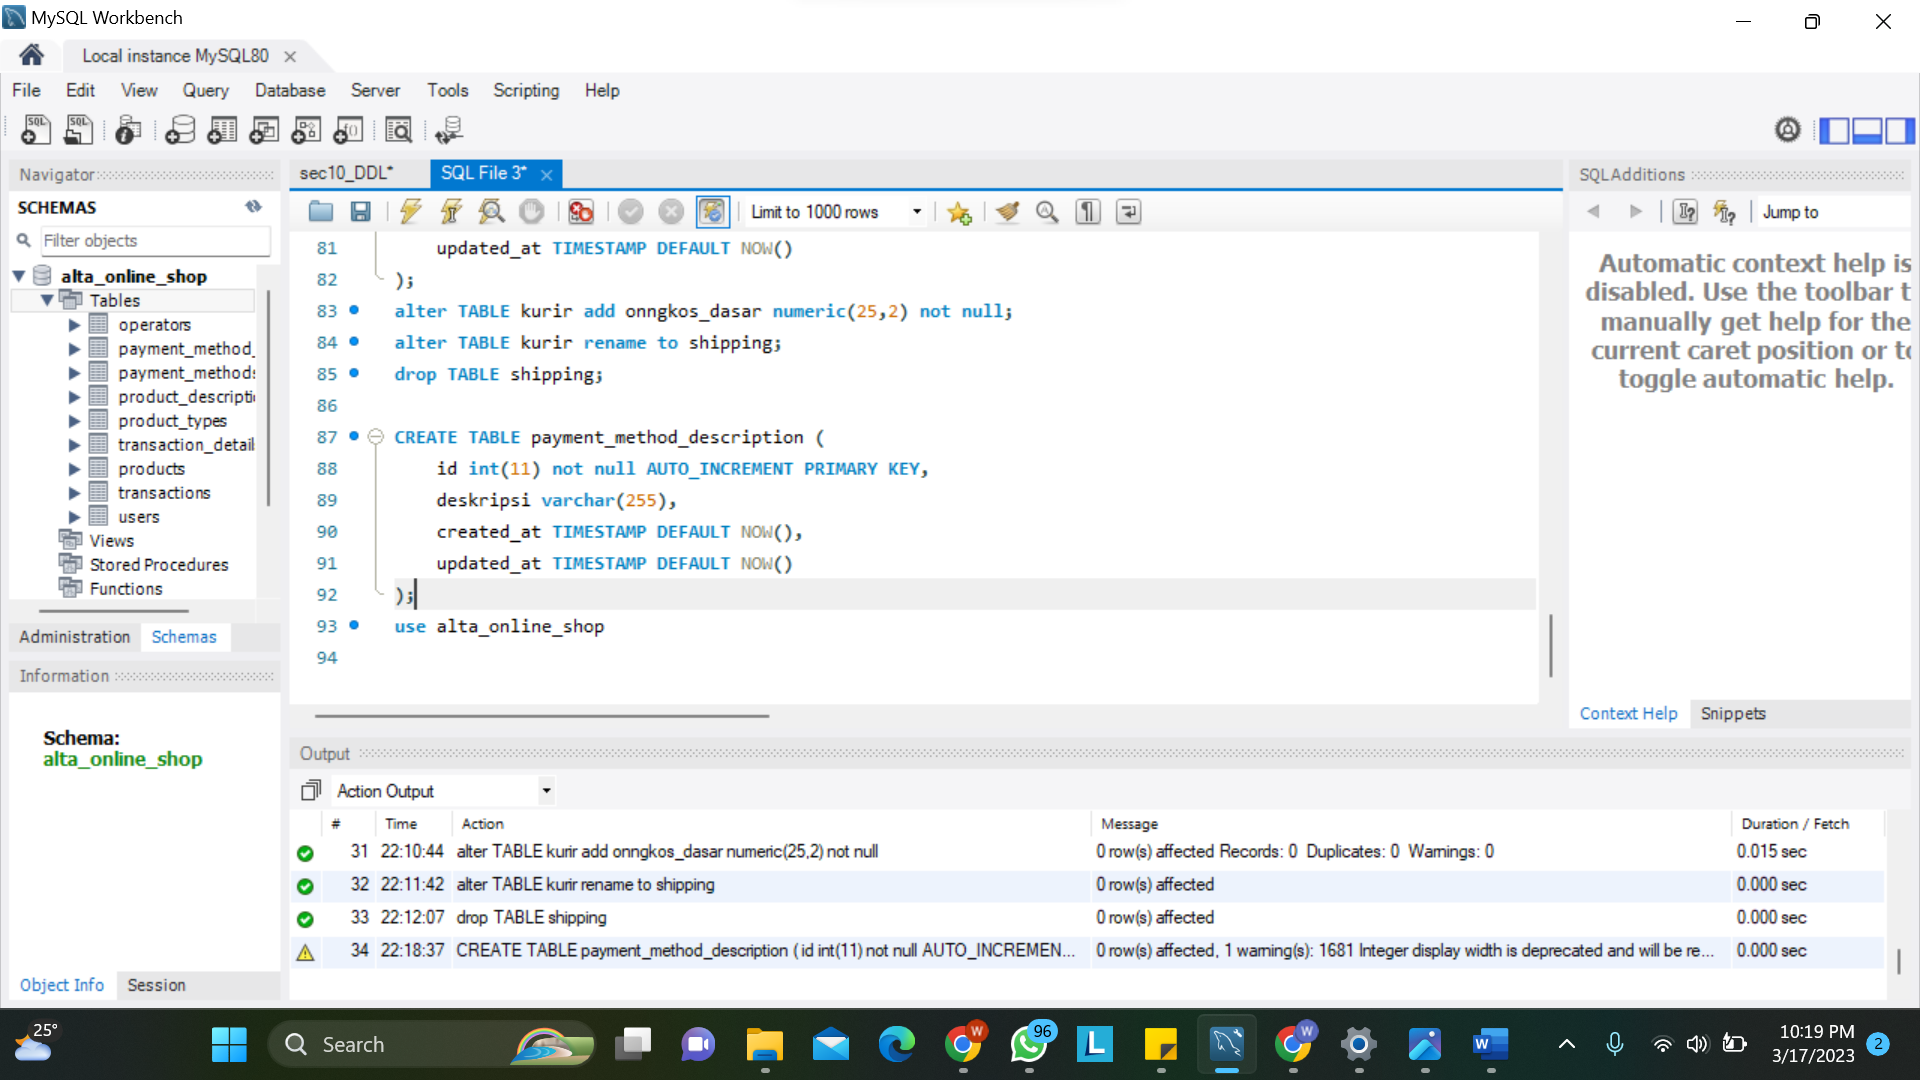 MySQL Workbench
Local instance MySQL80
File Edit View Query Database Server Tools Scripting Help
Navigator
SCHEMAS
Filter objects
alta_online_shop
Tables
operators
payment_method_
payment_methods
product_descripti
product_types
transaction_detail
products
transactions
users
Views
Stored Procedures
Functions
Administration Schemas
Information
Schema:
alta_online_shop
Object Info Session
sec10_DDL* SQL File 3*
Limit to 1000 rows
81 updated_at TIMESTAMP DEFAULT NOW()
82 );
83 alter TABLE kurir add onngkos_dasar numeric(25,2) not null;
84 alter TABLE kurir rename to shipping;
85 drop TABLE shipping;
86
87 CREATE TABLE payment_method_description (
88 id int(11) not null AUTO_INCREMENT PRIMARY KEY,
89 deskripsi varchar(255),
90 created_at TIMESTAMP DEFAULT NOW(),
91 updated_at TIMESTAMP DEFAULT NOW()
92 );
93 use alta_online_shop
94
SQLAdditions
Jump to
Automatic context help is
disabled. Use the toolbar t
manually get help for the
current caret position or to
toggle automatic help.
Context Help Snippets
Output
Action Output
# Time Action Message Duration / Fetch
31 22:10:44 alter TABLE kurir add onngkos_dasar numeric(25,2) not null 0 row(s) affected Records: 0 Duplicates: 0 Warnings: 0 0.015 sec
32 22:11:42 alter TABLE kurir rename to shipping 0 row(s) affected 0.000 sec
33 22:12:07 drop TABLE shipping 0 row(s) affected 0.000 sec
34 22:18:37 CREATE TABLE payment_method_description ( id int(11) not null AUTO_INCREMEN... 0 row(s) affected, 1 warning(s): 1681 Integer display width is deprecated and will be re... 0.000 sec
25°
Search
W
96
L
W
W
10:19 PM
3/17/2023
2